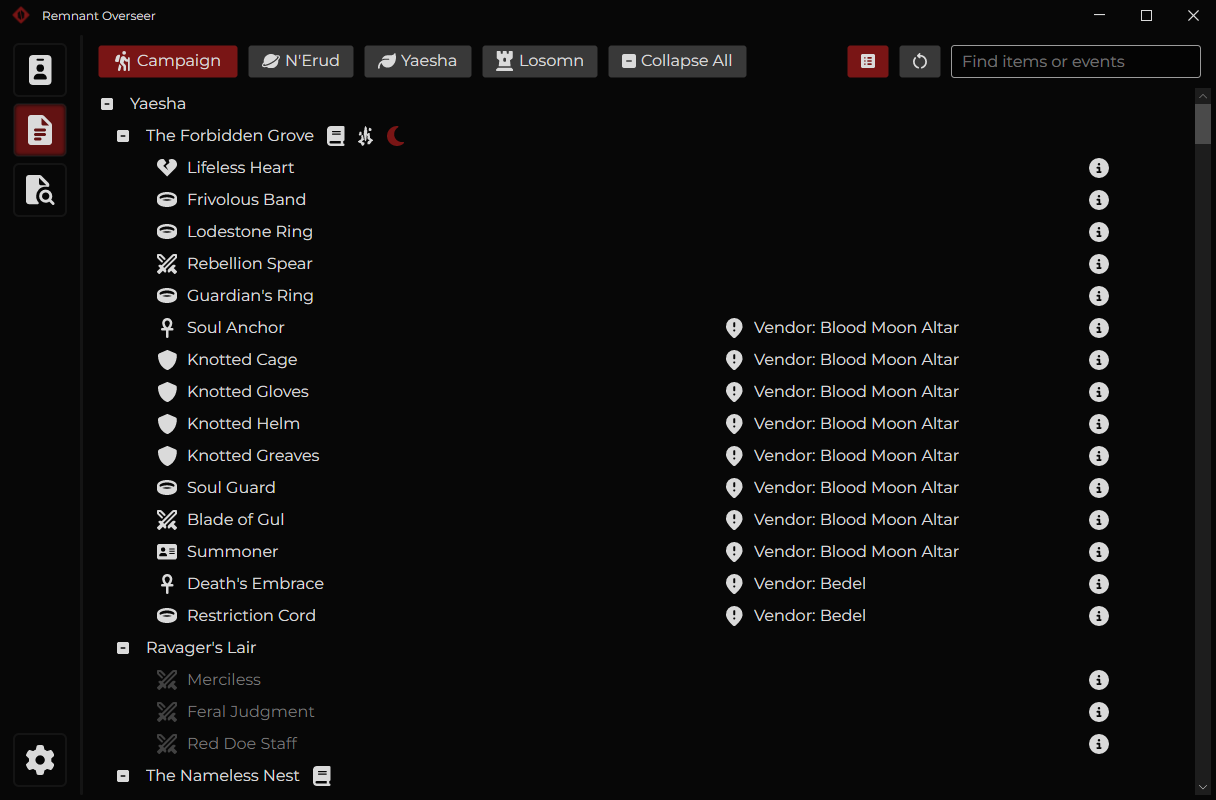 Remnant Overseer
Campaign N'Erud Yaesha Losomn Collapse All Find items or events
Yaesha
The Forbidden Grove
Lifeless Heart
Frivolous Band
Lodestone Ring
Rebellion Spear
Guardian's Ring
Soul Anchor Vendor: Blood Moon Altar
Knotted Cage Vendor: Blood Moon Altar
Knotted Gloves Vendor: Blood Moon Altar
Knotted Helm Vendor: Blood Moon Altar
Knotted Greaves Vendor: Blood Moon Altar
Soul Guard Vendor: Blood Moon Altar
Blade of Gul Vendor: Blood Moon Altar
Summoner Vendor: Blood Moon Altar
Death's Embrace Vendor: Bedel
Restriction Cord Vendor: Bedel
Ravager's Lair
Merciless
Feral Judgment
Red Doe Staff
The Nameless Nest